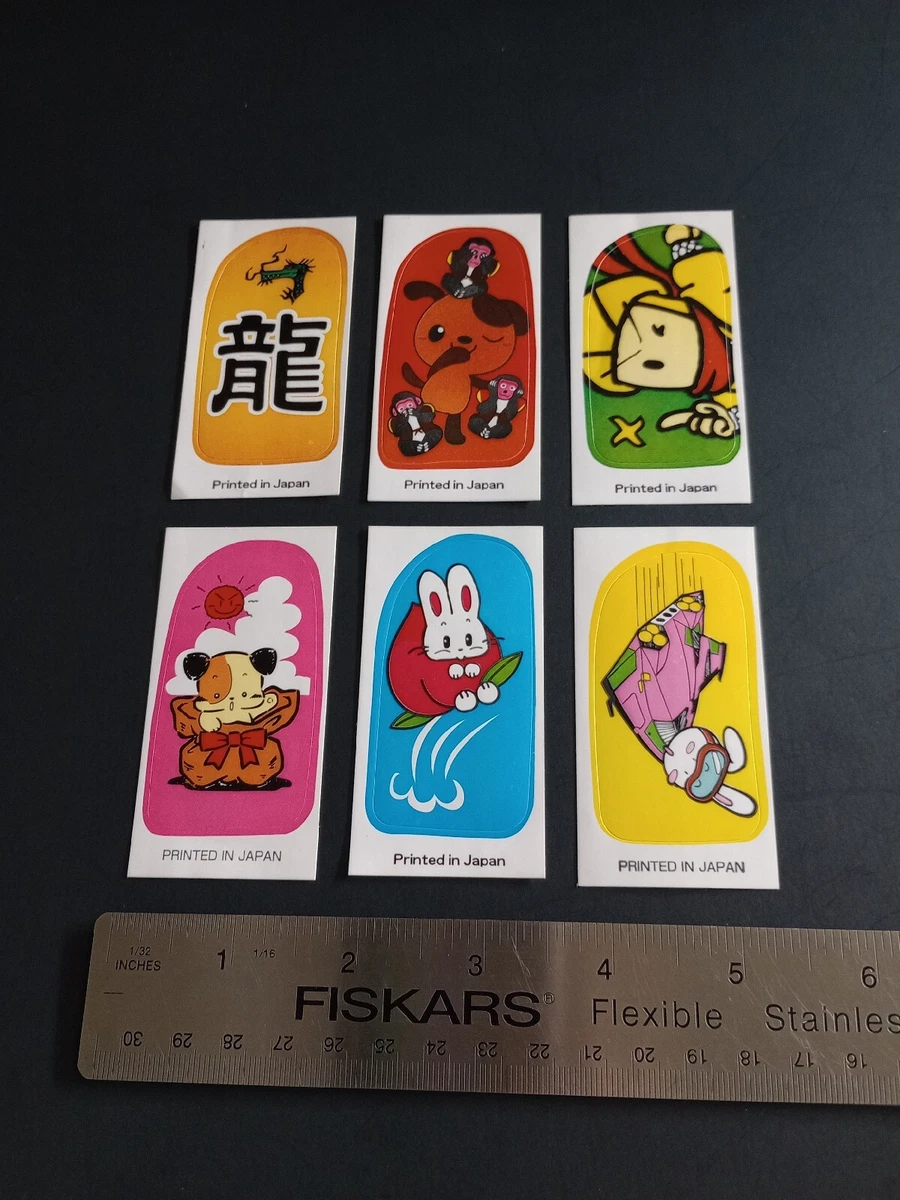 龍
Printed in Japan
Printed in Japan
Printed in Japan
PRINTED IN JAPAN
Printed in Japan
PRINTED IN JAPAN
1/32
INCHES
1 1/16 2 3 4 5 6
FISKARS® Flexible Stainles
30 29 28 27 26 25 24 23 22 21 20 19 18 17 16